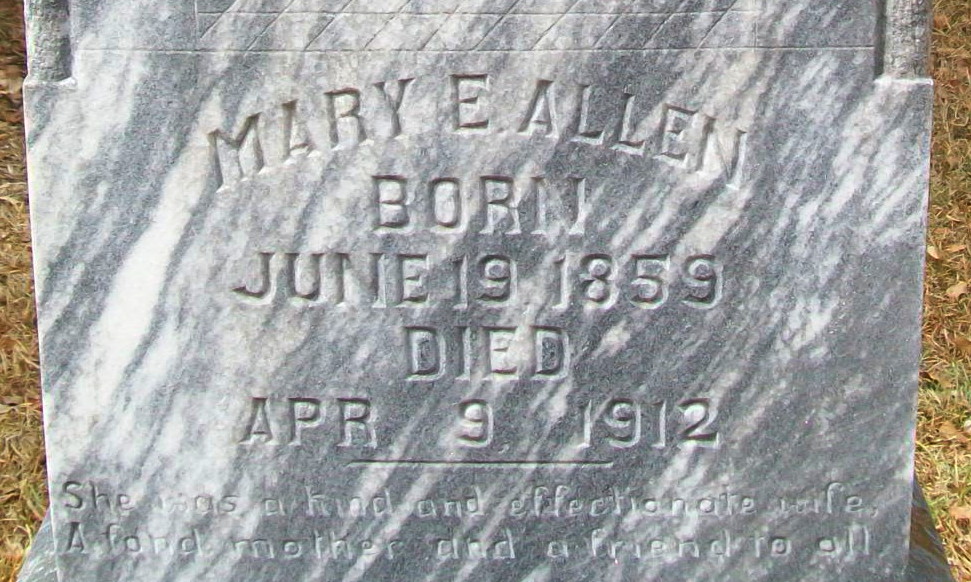 MARY E. ALLEN
BORN
JUNE 19, 1859
DIED
APR. 9, 1912
She was a kind and effectionate wife,
A fond mother and a friend to all.